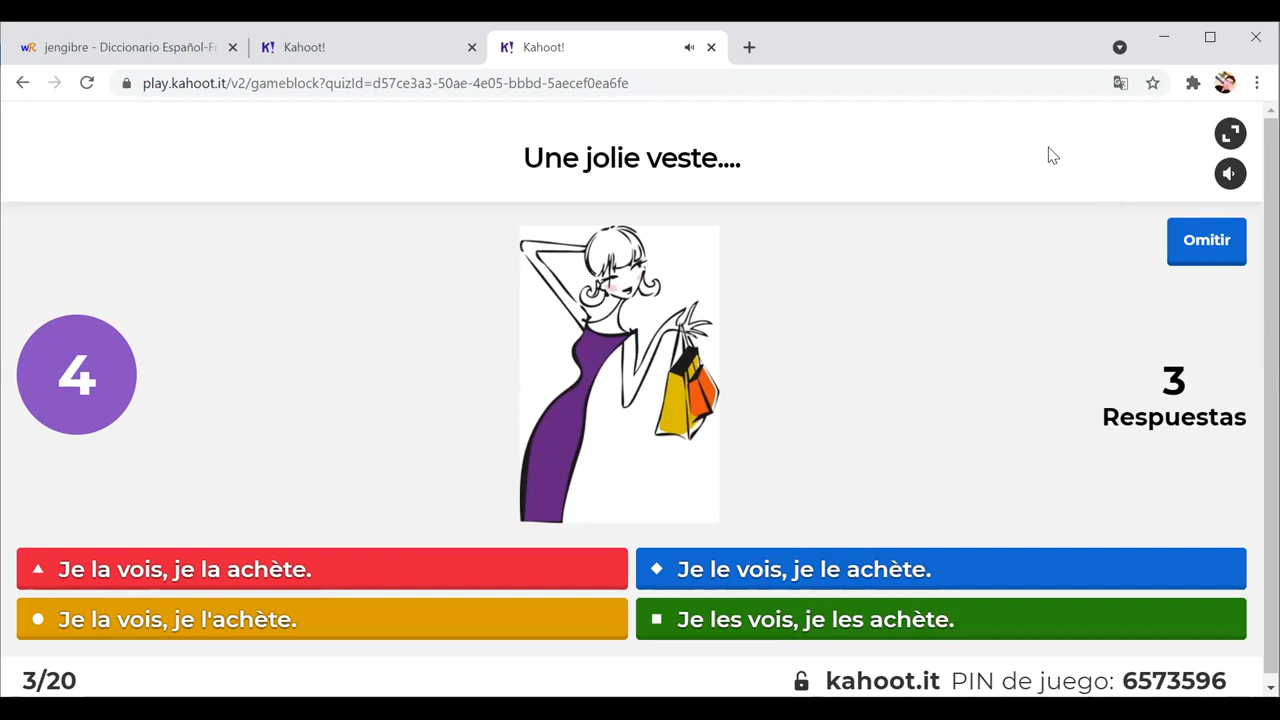 jengibre - Diccionario Español-Fr
Kahoot!
Kahoot!
play.kahoot.it/v2/gameblock?quizId=d57ce3a3-50ae-4e05-bbbd-5aecef0ea6fe
Une jolie veste....
Omitir
4
3
Respuestas
Je la vois, je la achète.
Je le vois, je le achète.
Je la vois, je l'achète.
Je les vois, je les achète.
3/20
kahoot.it PIN de juego: 6573596